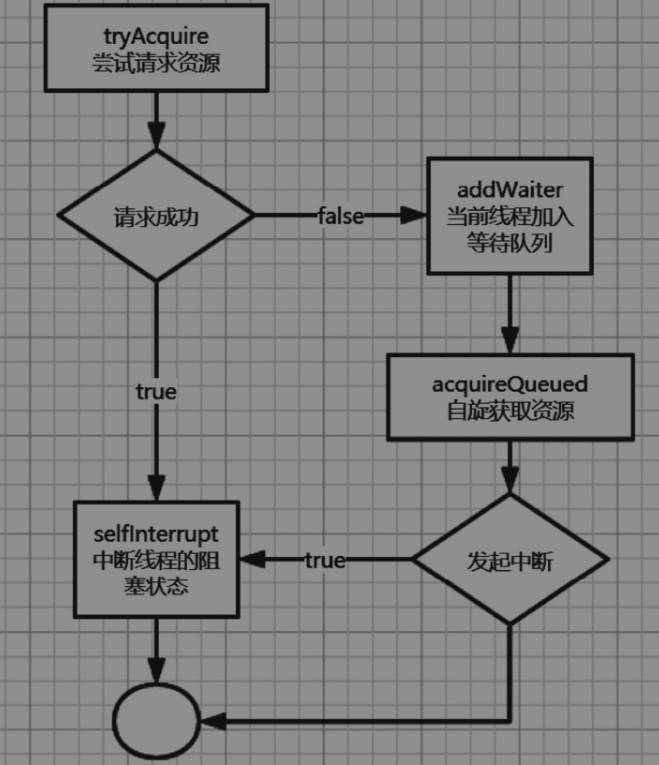 tryAcquire
尝试请求资源
请求成功
false
addWaiter
当前线程加入
等待队列
true
acquireQueued
自旋获取资源
selfInterrupt
中断线程的阻
塞状态
true
发起中断